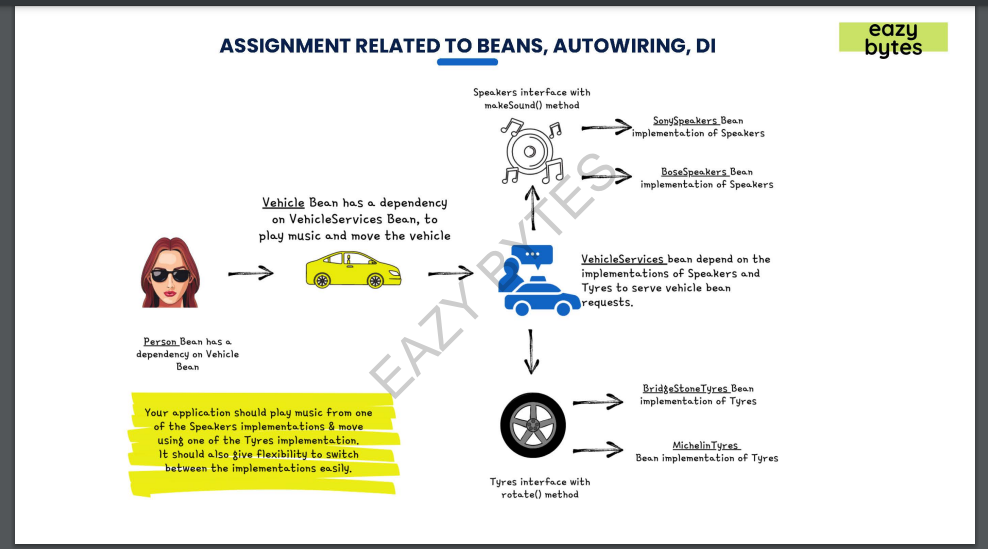 ASSIGNMENT RELATED TO BEANS, AUTOWIRING, DI
eazy
bytes
Speakers interface with
makeSound() method
SonySpeakers Bean
implementation of Speakers
BoseSpeakers Bean
implementation of Speakers
Vehicle Bean has a dependency
on VehicleServices Bean, to
play music and move the vehicle
VehicleServices bean depend on the
implementations of Speakers and
Tyres to serve vehicle bean
requests.
Person Bean has a
dependency on Vehicle
Bean
EAZY BYTES
Your application should play music from one
of the Speakers implementations & move
using one of the Tyres implementation.
It should also give flexibility to switch
between the implementations easily.
BridgeStoneTyres Bean
implementation of Tyres
MichelinTyres
Bean implementation of Tyres
Tyres interface with
rotate() method